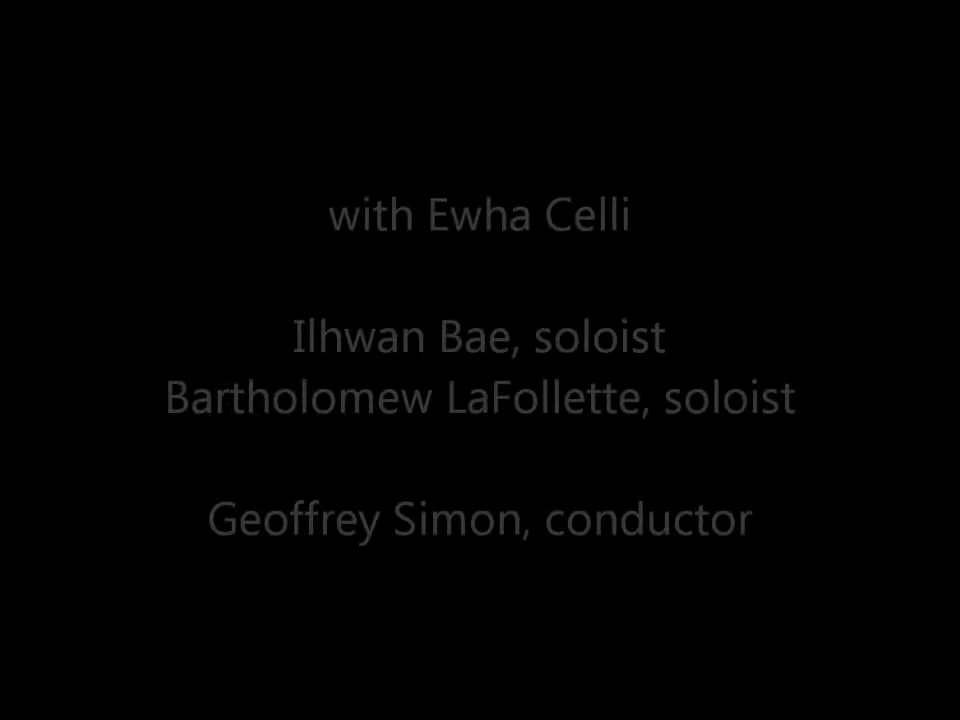 with Ewha Celli
Ilhwan Bae, soloist
Bartholomew LaFollette, soloist
Geoffrey Simon, conductor